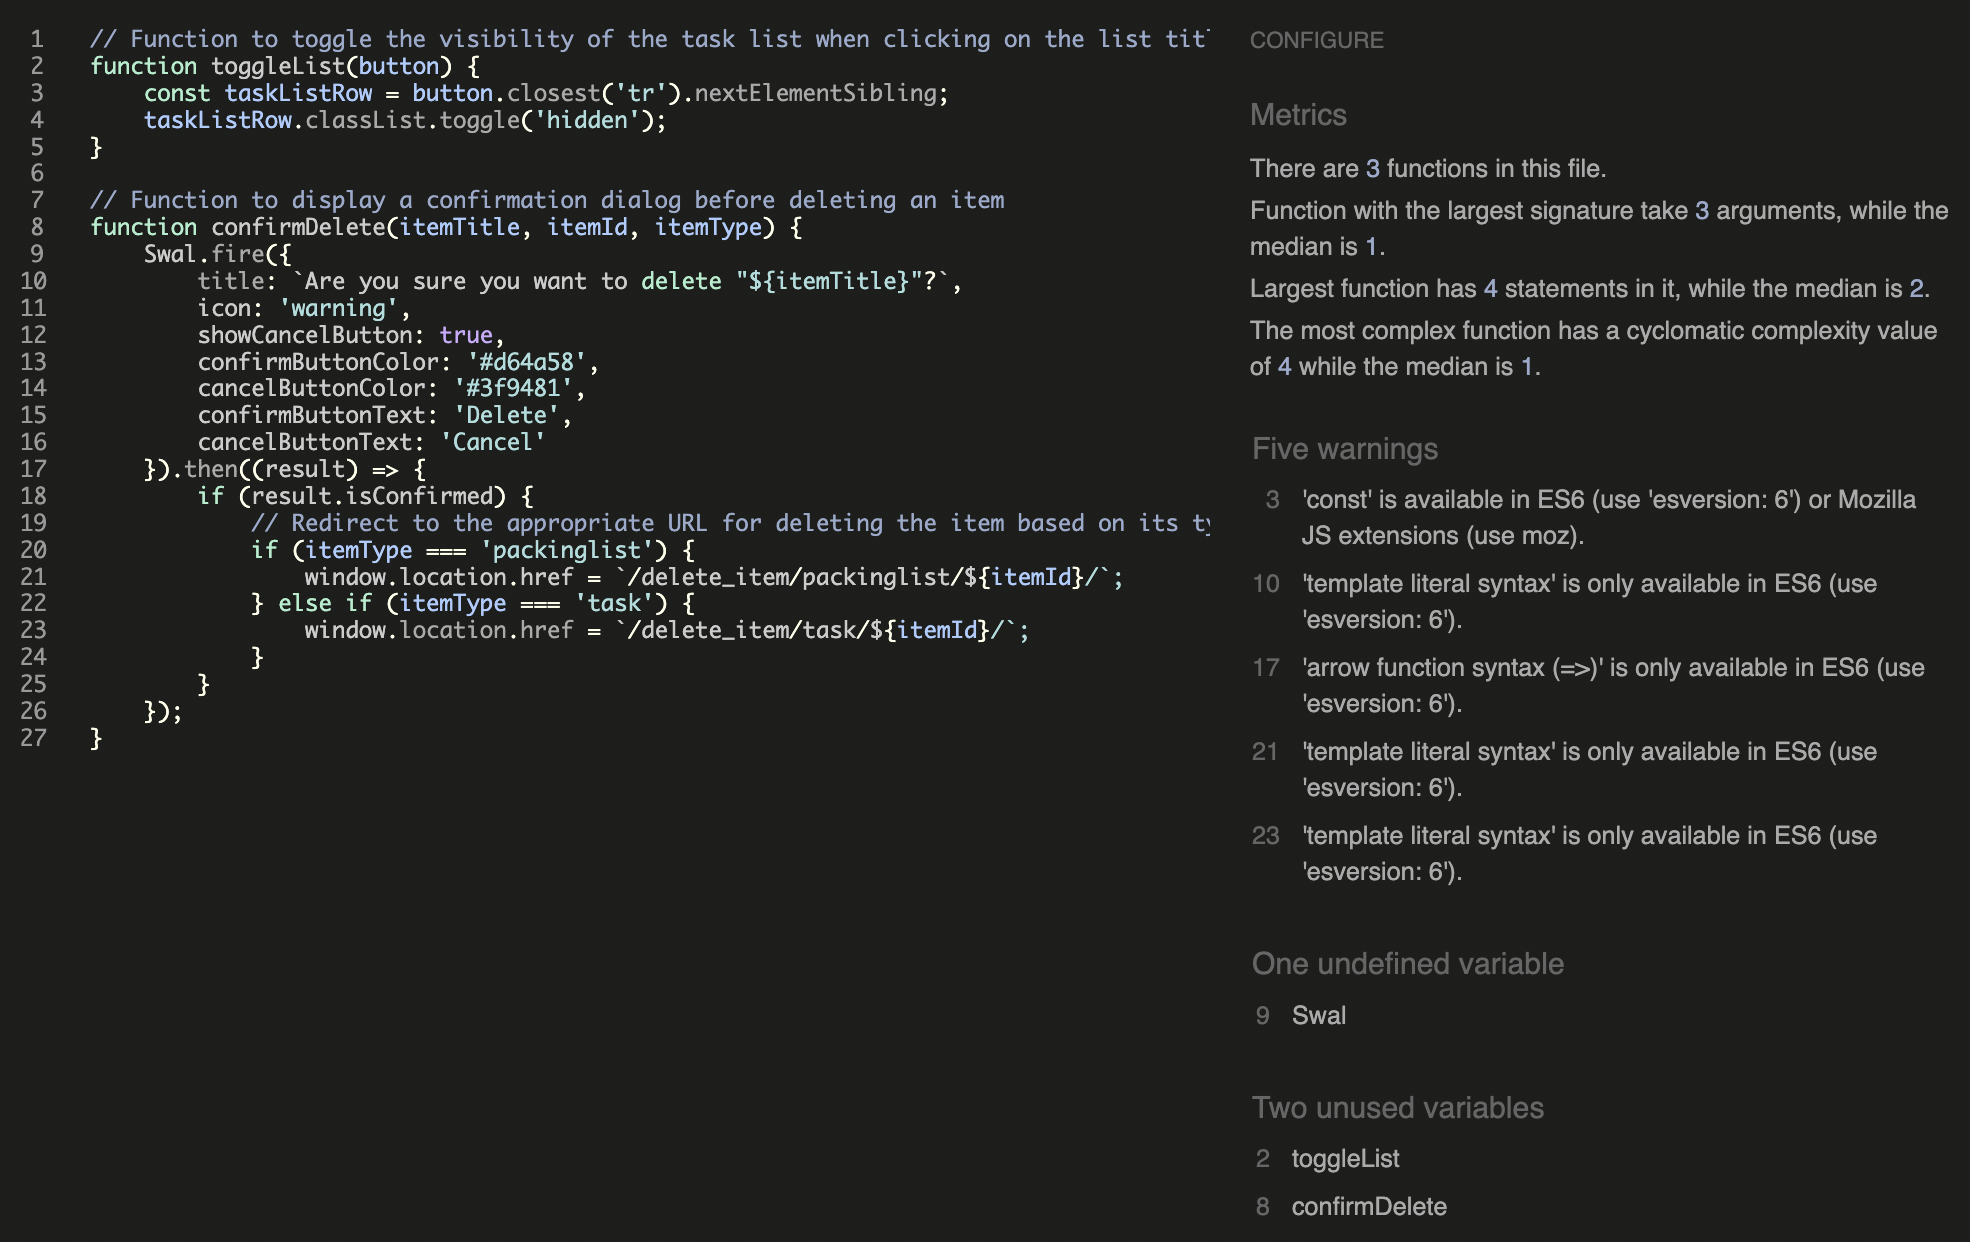 1 // Function to toggle the visibility of the task list when clicking on the list tit
2 function toggleList(button) {
3     const taskListRow = button.closest('tr').nextElementSibling;
4     taskListRow.classList.toggle('hidden');
5 }
6
7 // Function to display a confirmation dialog before deleting an item
8 function confirmDelete(itemTitle, itemId, itemType) {
9     Swal.fire({
10         title: `Are you sure you want to delete "${itemTitle}"?`,
11         icon: 'warning',
12         showCancelButton: true,
13         confirmButtonColor: '#d64a58',
14         cancelButtonColor: '#3f9481',
15         confirmButtonText: 'Delete',
16         cancelButtonText: 'Cancel'
17     }).then((result) => {
18         if (result.isConfirmed) {
19             // Redirect to the appropriate URL for deleting the item based on its ty
20             if (itemType === 'packinglist') {
21                 window.location.href = `/delete_item/packinglist/${itemId}/`;
22             } else if (itemType === 'task') {
23                 window.location.href = `/delete_item/task/${itemId}/`;
24             }
25         }
26     });
27 }
CONFIGURE
Metrics
There are 3 functions in this file.
Function with the largest signature take 3 arguments, while the
median is 1.
Largest function has 4 statements in it, while the median is 2.
The most complex function has a cyclomatic complexity value
of 4 while the median is 1.
Five warnings
3 'const' is available in ES6 (use 'esversion: 6') or Mozilla
JS extensions (use moz).
10 'template literal syntax' is only available in ES6 (use
'esversion: 6').
17 'arrow function syntax (=>)' is only available in ES6 (use
'esversion: 6').
21 'template literal syntax' is only available in ES6 (use
'esversion: 6').
23 'template literal syntax' is only available in ES6 (use
'esversion: 6').
One undefined variable
9 Swal
Two unused variables
2 toggleList
8 confirmDelete